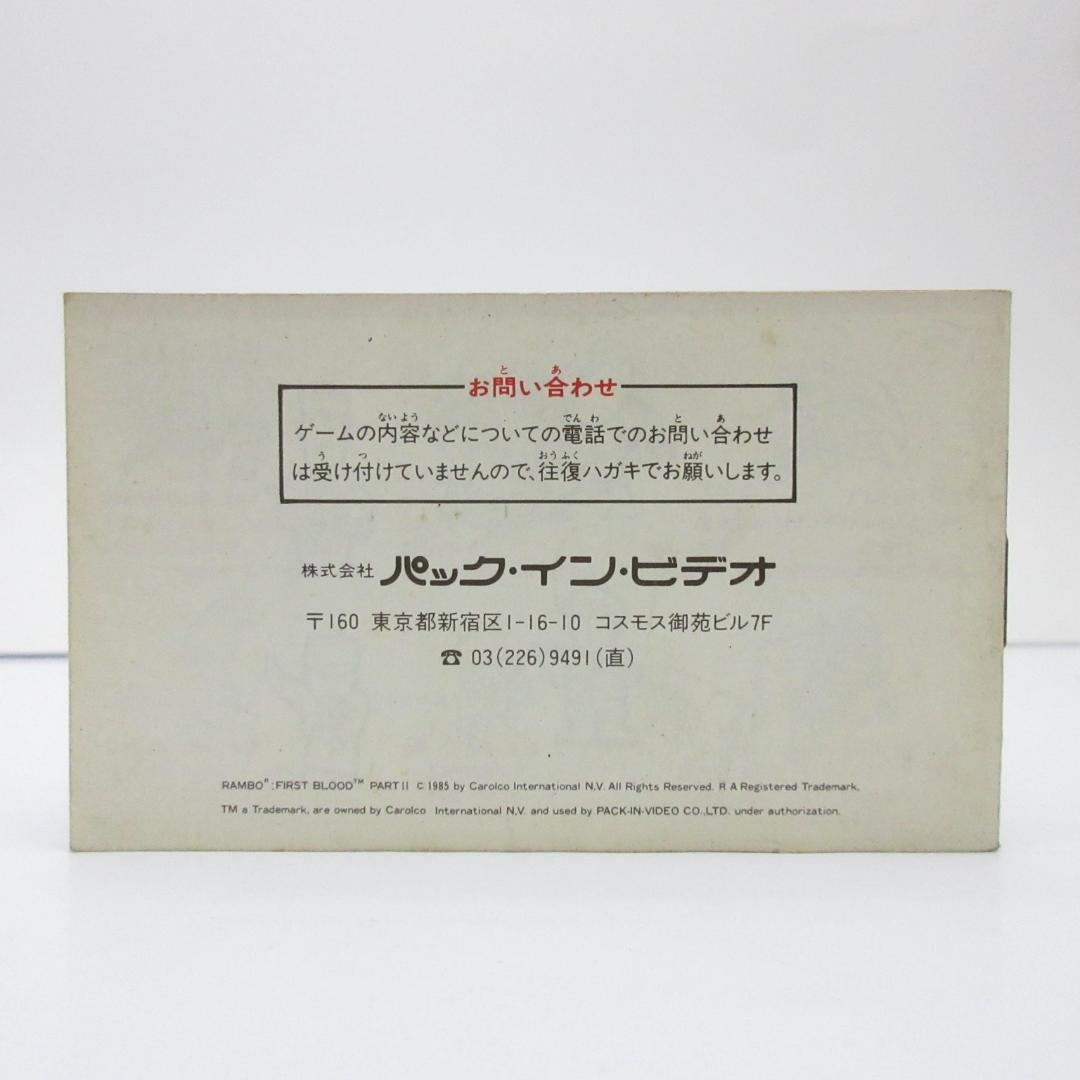 お問い合わせ
ゲームの内容などについての電話でのお問い合わせ
は受け付けていませんので、往復ハガキでお願いします。
株式会社 パック・イン・ビデオ
〒160 東京都新宿区1-16-10 コスモス御苑ビル7F
☎ 03(226)9491(直)
RAMBO® :FIRST BLOOD™ PART II C 1985 by Carolco International N.V. All Rights Reserved. R A Registered Trademark,
TM a Trademark, are owned by Carolco International N.V. and used by PACK-IN-VIDEO CO.,LTD. under authorization.